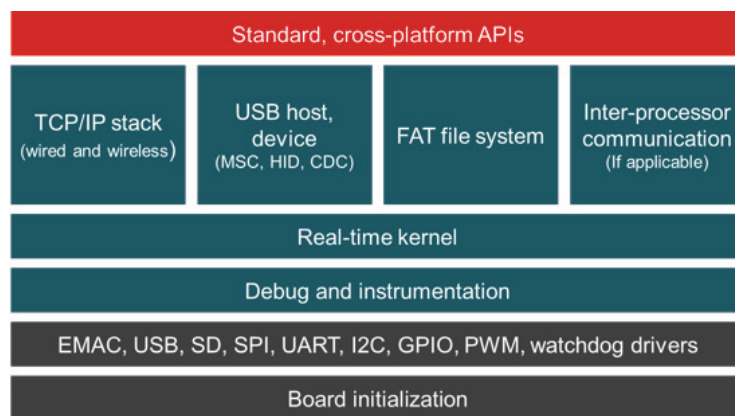 Standard, cross-platform APIs
TCP/IP stack
(wired and wireless)
USB host,
device
(MSC, HID, CDC)
FAT file system
Inter-processor
communication
(If applicable)
Real-time kernel
Debug and instrumentation
EMAC, USB, SD, SPI, UART, I2C, GPIO, PWM, watchdog drivers
Board initialization